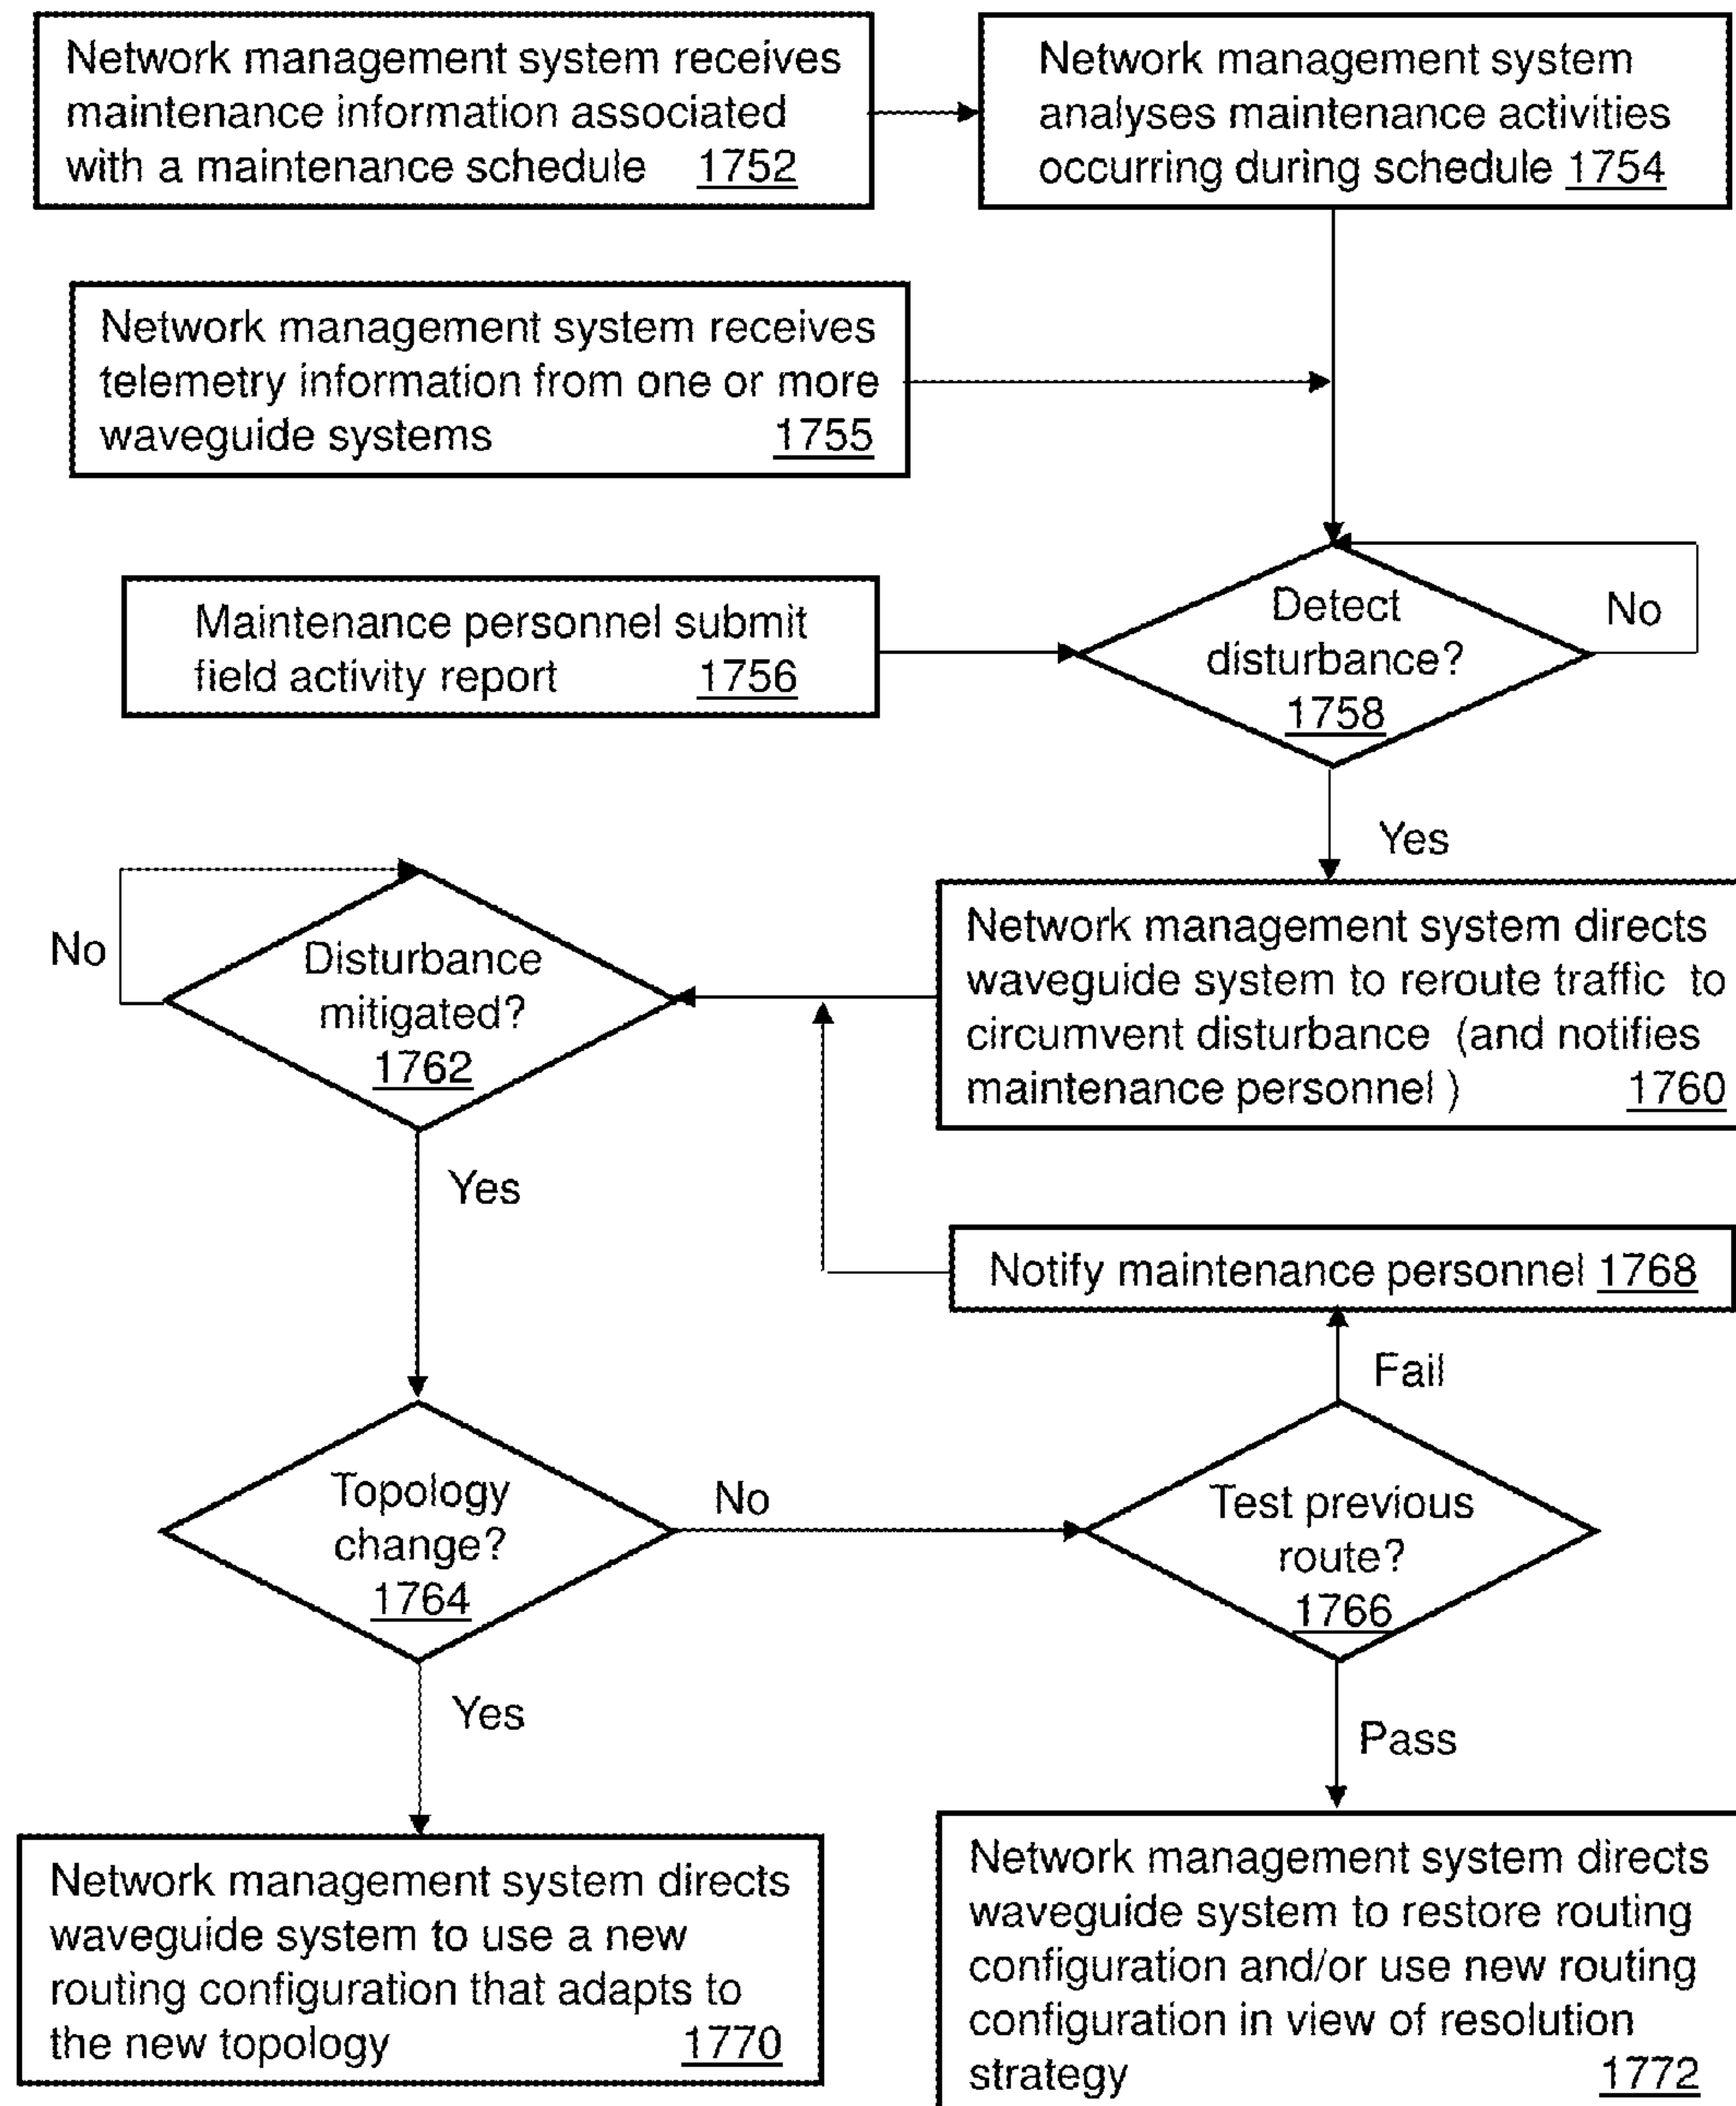 Network management system receives
maintenance information associated
with a maintenance schedule 1752
Network management system
analyses maintenance activities
occurring during schedule 1754
Network management system receives
telemetry information from one or more
waveguide systems 1755
Maintenance personnel submit
field activity report 1756
Detect
disturbance?
1758
No
Yes
Network management system directs
waveguide system to reroute traffic to
circumvent disturbance (and notifies
maintenance personnel ) 1760
No
Disturbance
mitigated?
1762
Yes
Notify maintenance personnel 1768
Fail
Topology
change?
1764
No
Test previous
route?
1766
Yes
Pass
Network management system directs
waveguide system to use a new
routing configuration that adapts to
the new topology 1770
Network management system directs
waveguide system to restore routing
configuration and/or use new routing
configuration in view of resolution
strategy 1772